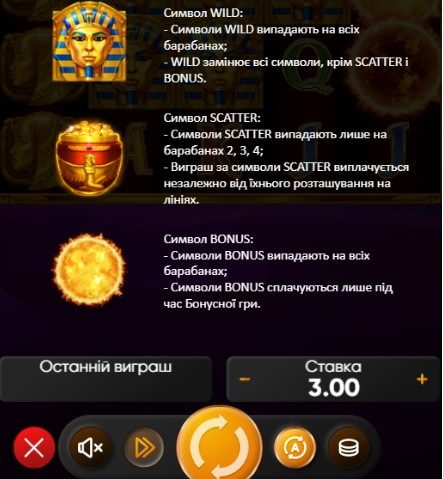 Символ WILD:
- Символи WILD випадають на всіх
барабанах;
- WILD замінює всі символи, крім SCATTER і
BONUS.
Символ SCATTER:
- Символи SCATTER випадають лише на
барабанах 2, 3, 4;
- Виграш за символи SCATTER виплачується
незалежно від їхнього розташування на
лініях.
Символ BONUS:
- Символи BONUS випадають на всіх
барабанах;
- Символи BONUS сплачуються лише під
час Бонусної гри.
Останній виграш
Ставка
- 3.00 +
A